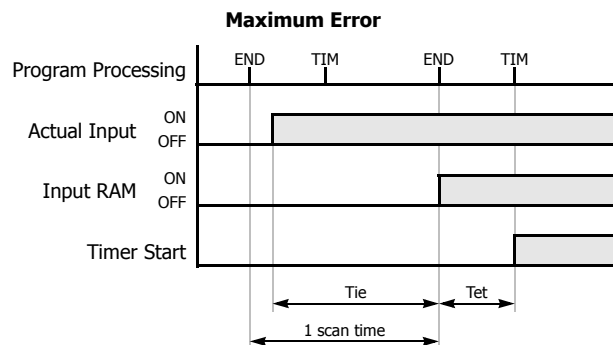 Maximum Error
END TIM END TIM
Program Processing
ON
Actual Input
OFF
ON
Input RAM
OFF
Timer Start
Tie Tet
1 scan time